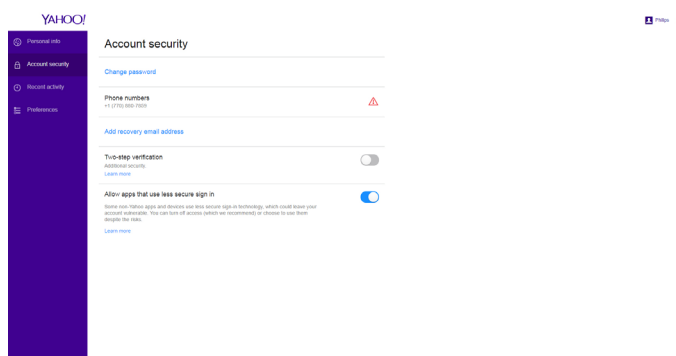 YAHOO!
Philips
Personal info
Account security
Recent activity
Preferences
Account security
Change password
Phone numbers
Add recovery email address
Two-step verification
Additional security
Learn more
Allow apps that use less secure sign in
Some non-Yahoo apps and devices use less secure sign-in technology, which could leave your
account vulnerable. You can turn off access (which we recommend) or choose to use them
despite the risks.
Learn more